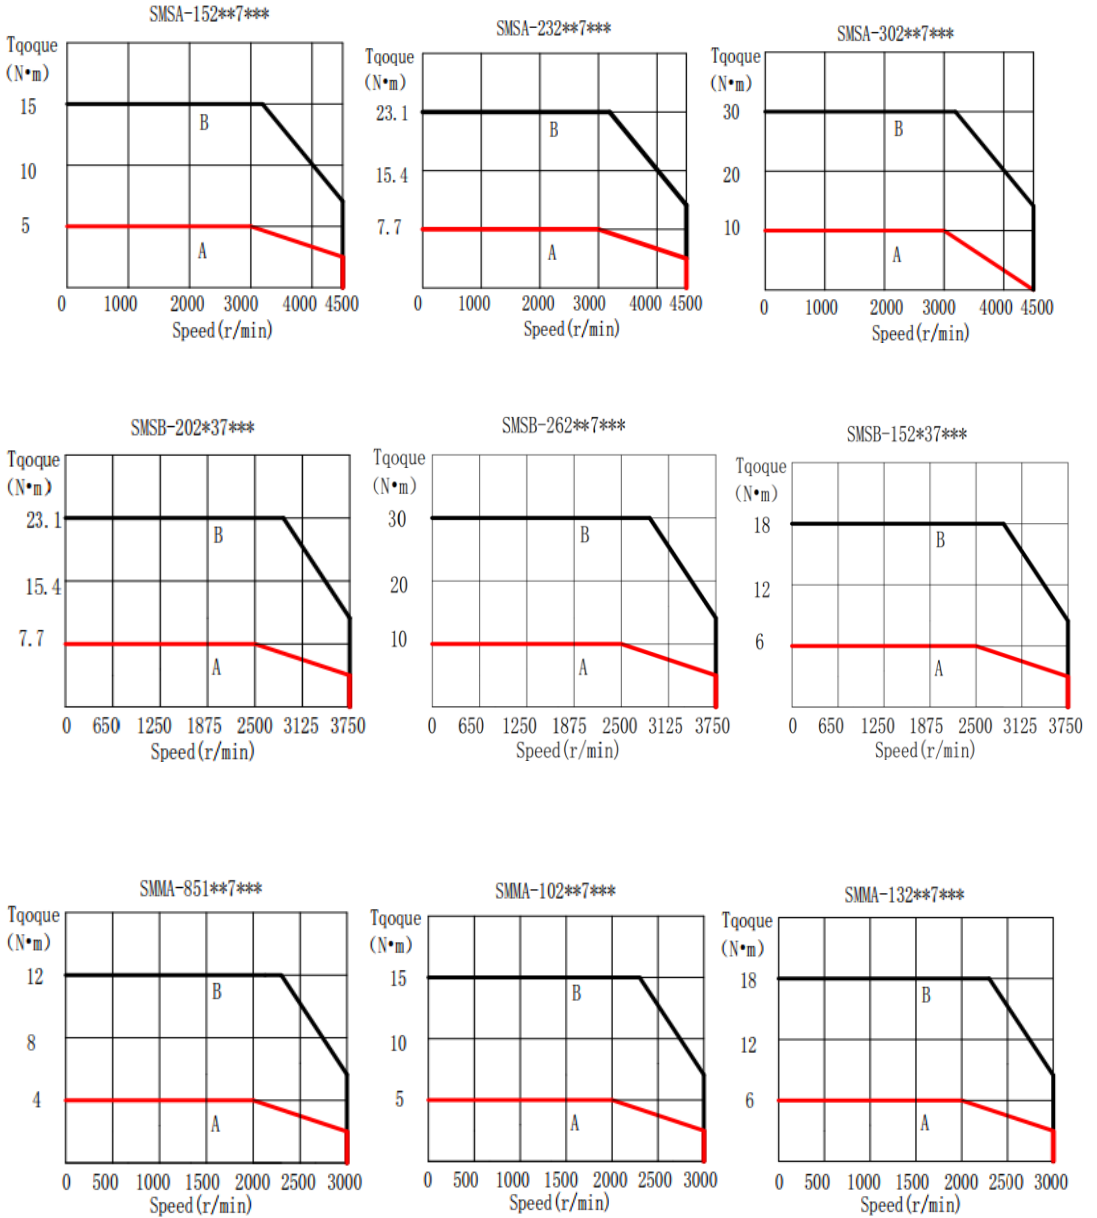 SMSA-152**7***
Tqoque
(N•m)
15
10
5
B
A
0 1000 2000 3000 4000 4500
Speed(r/min)
SMSA-232**7***
Tqoque
(N•m)
23.1
15.4
7.7
B
A
0 1000 2000 3000 4000 4500
Speed(r/min)
SMSA-302**7***
Tqoque
(N•m)
30
20
10
B
A
0 1000 2000 3000 4000 4500
Speed(r/min)
SMSB-202*37***
Tqoque
(N•m)
23.1
15.4
7.7
B
A
0 650 1250 1875 2500 3125 3750
Speed(r/min)
SMSB-262**7***
Tqoque
(N•m)
30
20
10
B
A
0 650 1250 1875 2500 3125 3750
Speed(r/min)
SMSB-152*37***
Tqoque
(N•m)
18
12
6
B
A
0 650 1250 1875 2500 3125 3750
Speed(r/min)
SMMA-851**7***
Tqoque
(N•m)
12
8
4
B
A
0 500 1000 1500 2000 2500 3000
Speed(r/min)
SMMA-102**7***
Tqoque
(N•m)
15
10
5
B
A
0 500 1000 1500 2000 2500 3000
Speed(r/min)
SMMA-132**7***
Tqoque
(N•m)
18
12
6
B
A
0 500 1000 1500 2000 2500 3000
Speed(r/min)